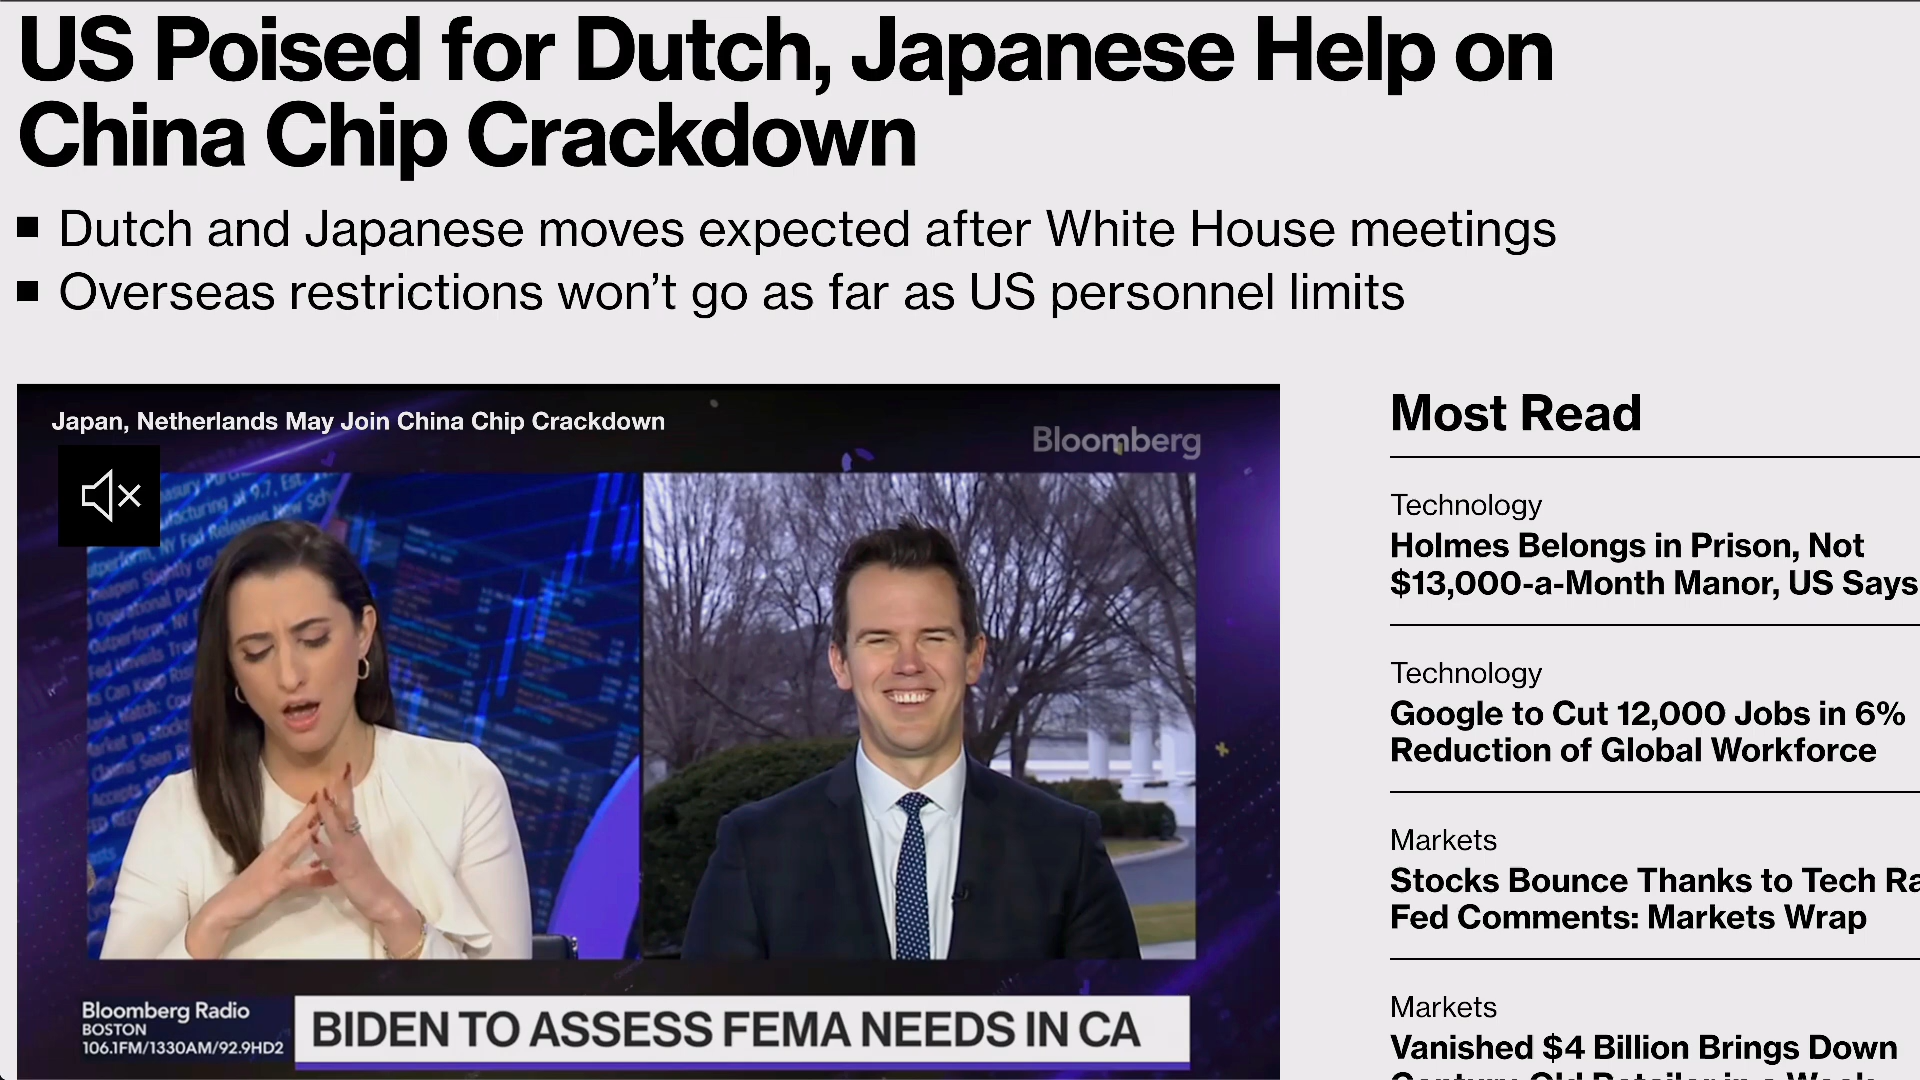 US Poised for Dutch, Japanese Help on
China Chip Crackdown
Dutch and Japanese moves expected after White House meetings
Overseas restrictions won’t go as far as US personnel limits
Japan, Netherlands May Join China Chip Crackdown
Bloomberg
Bloomberg Radio
BOSTON
106.1FM/1330AM/92.9HD2
BIDEN TO ASSESS FEMA NEEDS IN CA
Most Read
Technology
Holmes Belongs in Prison, Not
$13,000-a-Month Manor, US Says
Technology
Google to Cut 12,000 Jobs in 6%
Reduction of Global Workforce
Markets
Stocks Bounce Thanks to Tech
Fed Comments: Markets Wrap
Markets
Vanished $4 Billion Brings Down